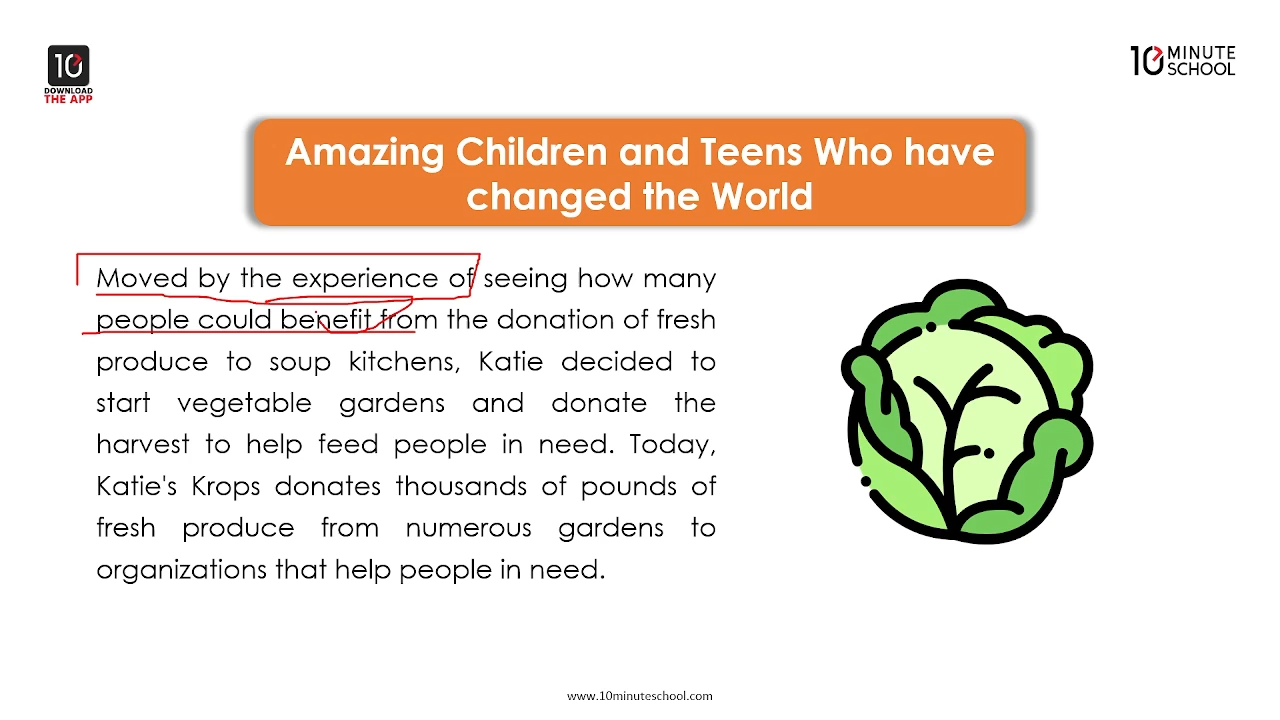 10
DOWNLOAD
THE APP
10 MINUTE
SCHOOL
Amazing Children and Teens Who have
changed the World
Moved by the experience of seeing how many
people could benefit from the donation of fresh
produce to soup kitchens, Katie decided to
start vegetable gardens and donate the
harvest to help feed people in need. Today,
Katie's Krops donates thousands of pounds of
fresh produce from numerous gardens to
organizations that help people in need.
www.10minuteschool.com